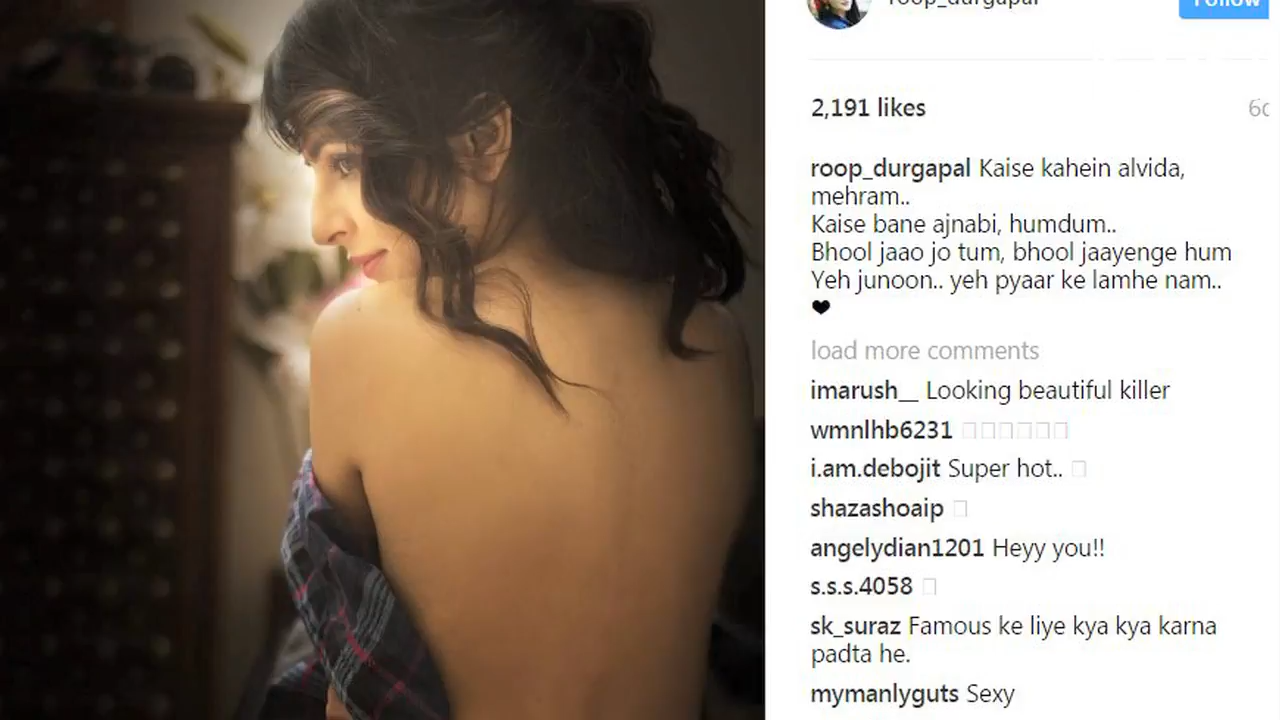 roop_durgapal
Follow
2,191 likes
roop_durgapal Kaise kahein alvida,
mehram..
Kaise bane ajnabi, humdum..
Bhool jaao jo tum, bhool jaayenge hum
Yeh junoon.. yeh pyaar ke lamhe nam..
♥
load more comments
imarush__ Looking beautiful killer
wmnlhb6231
i.am.debojit Super hot..
shazashoaip
angelydian1201 Heyy you!!
s.s.s.4058
sk_suraz Famous ke liye kya kya karna
padta he.
mymanlyguts Sexy